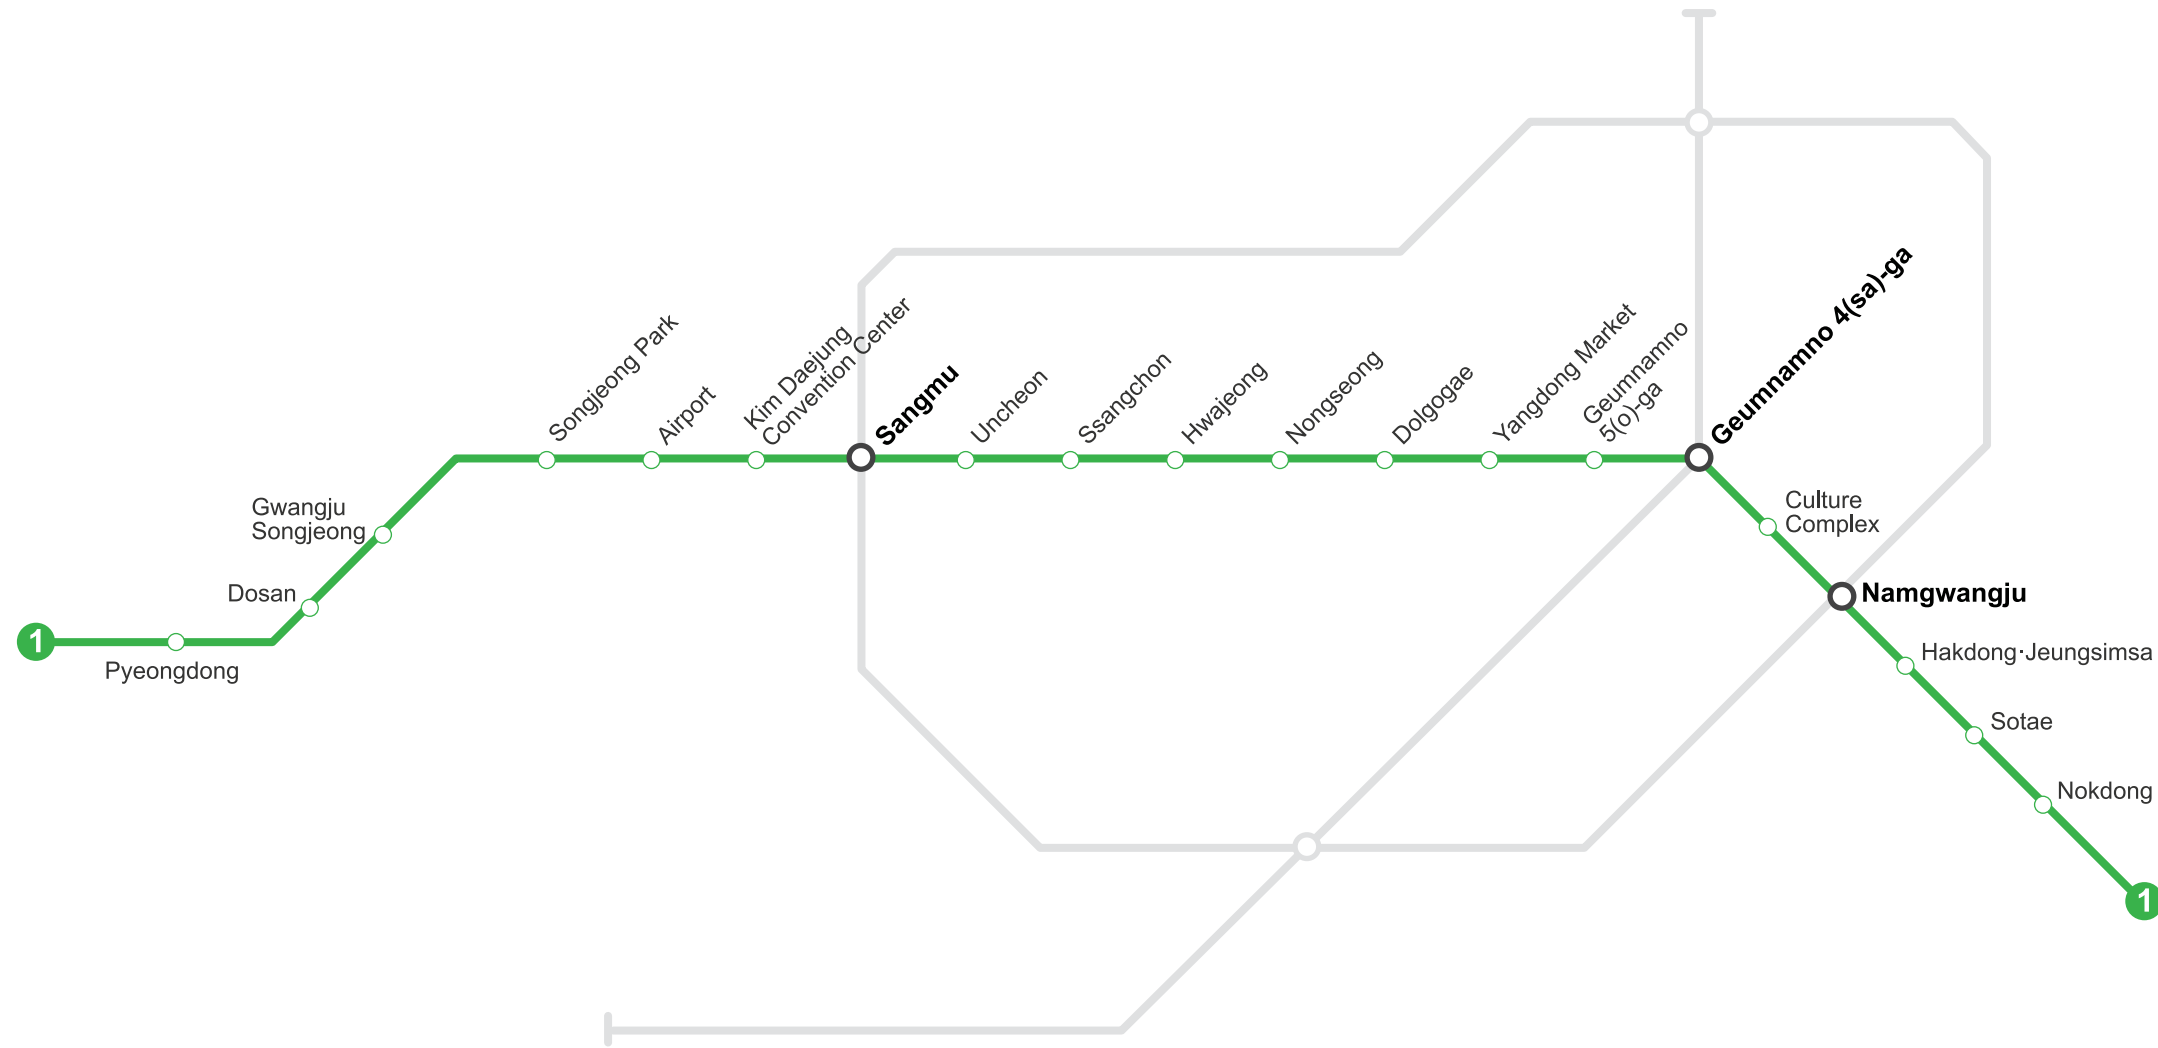 1
Pyeongdong
Dosan
Gwangju
Songjeong
Songjeong Park
Airport
Kim Daejung
Convention Center
Sangmu
Uncheon
Ssangchon
Hwajeong
Nongseong
Dolgogae
Yangdong Market
Geumnamno
5(o)-ga
Geumnamno 4(sa)-ga
Culture
Complex
Namgwangju
Hakdong·Jeungsimsa
Sotae
Nokdong
1